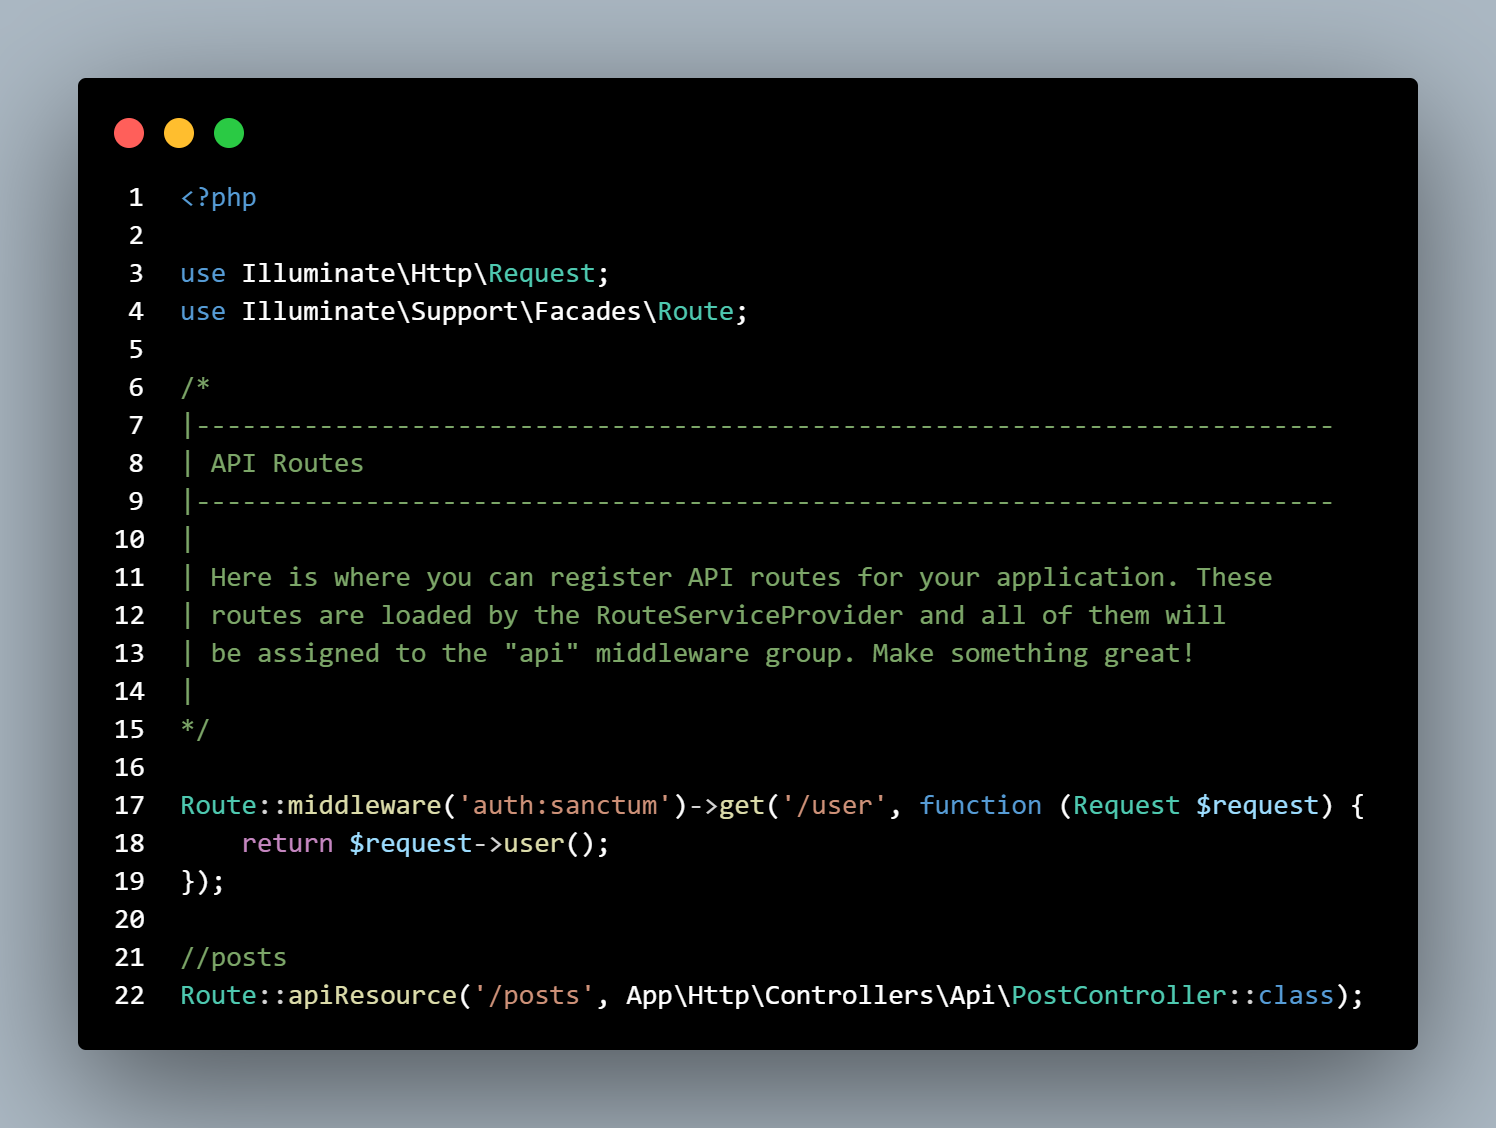 1 <?php
2
3 use Illuminate\Http\Request;
4 use Illuminate\Support\Facades\Route;
5
6 /*
7 |--------------------------------------------------------------------------
8 | API Routes
9 |--------------------------------------------------------------------------
10 |
11 | Here is where you can register API routes for your application. These
12 | routes are loaded by the RouteServiceProvider and all of them will
13 | be assigned to the "api" middleware group. Make something great!
14 |
15 */
16
17 Route::middleware('auth:sanctum')->get('/user', function (Request $request) {
18     return $request->user();
19 });
20
21 //posts
22 Route::apiResource('/posts', App\Http\Controllers\Api\PostController::class);